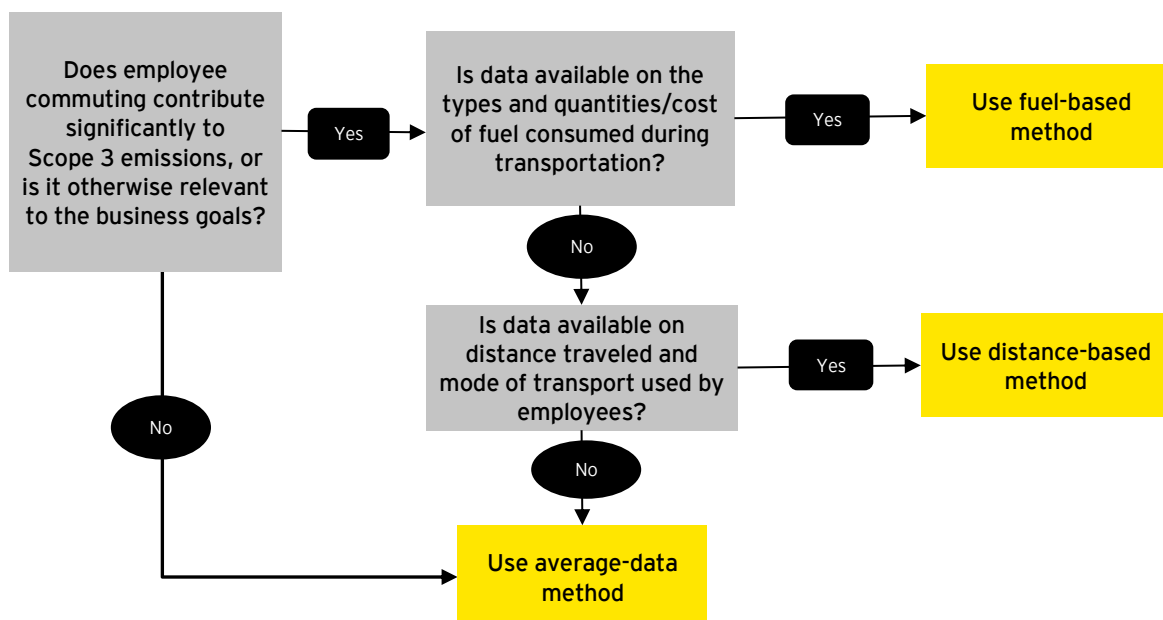 Does employee
commuting contribute
significantly to
Scope 3 emissions, or
is it otherwise relevant
to the business goals?
Yes
Is data available on the
types and quantities/cost
of fuel consumed during
transportation?
Yes
Use fuel-based
method
No
Is data available on
distance traveled and
mode of transport used by
employees?
Yes
Use distance-based
method
No
No
Use average-data
method